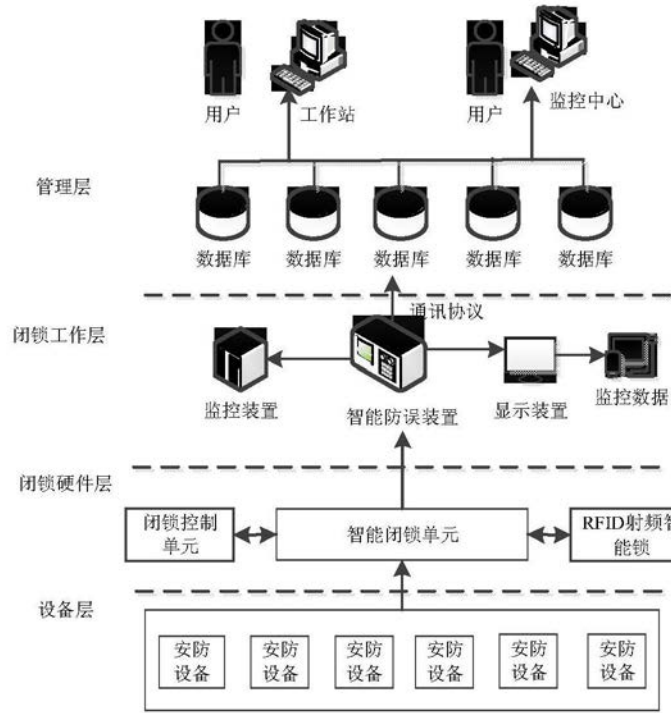 用户
工作站
用户
监控中心
管理层
数据库
数据库
数据库
数据库
数据库
通讯协议
闭锁工作层
监控装置
智能防误装置
显示装置
监控数据
闭锁硬件层
闭锁控制
单元
智能闭锁单元
RFID射频智
能锁
设备层
安防
设备
安防
设备
安防
设备
安防
设备
安防
设备
安防
设备